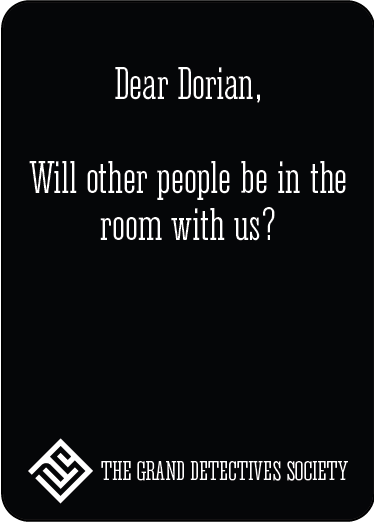 Dear Dorian,
Will other people be in the
room with us?
THE GRAND DETECTIVES SOCIETY